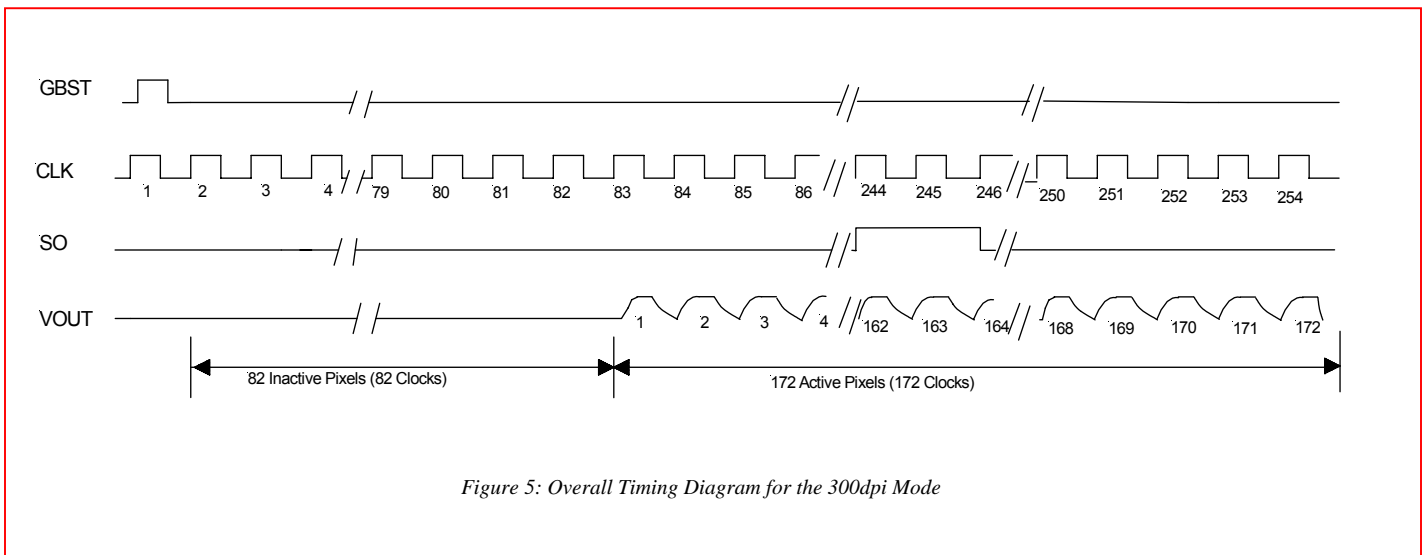 GBST
CLK
1 2 3 4 79 80 81 82 83 84 85 86 244 245 246 250 251 252 253 254
SO
VOUT
1 2 3 4 162 163 164 168 169 170 171 172
82 Inactive Pixels (82 Clocks)
172 Active Pixels (172 Clocks)
Figure 5: Overall Timing Diagram for the 300dpi Mode